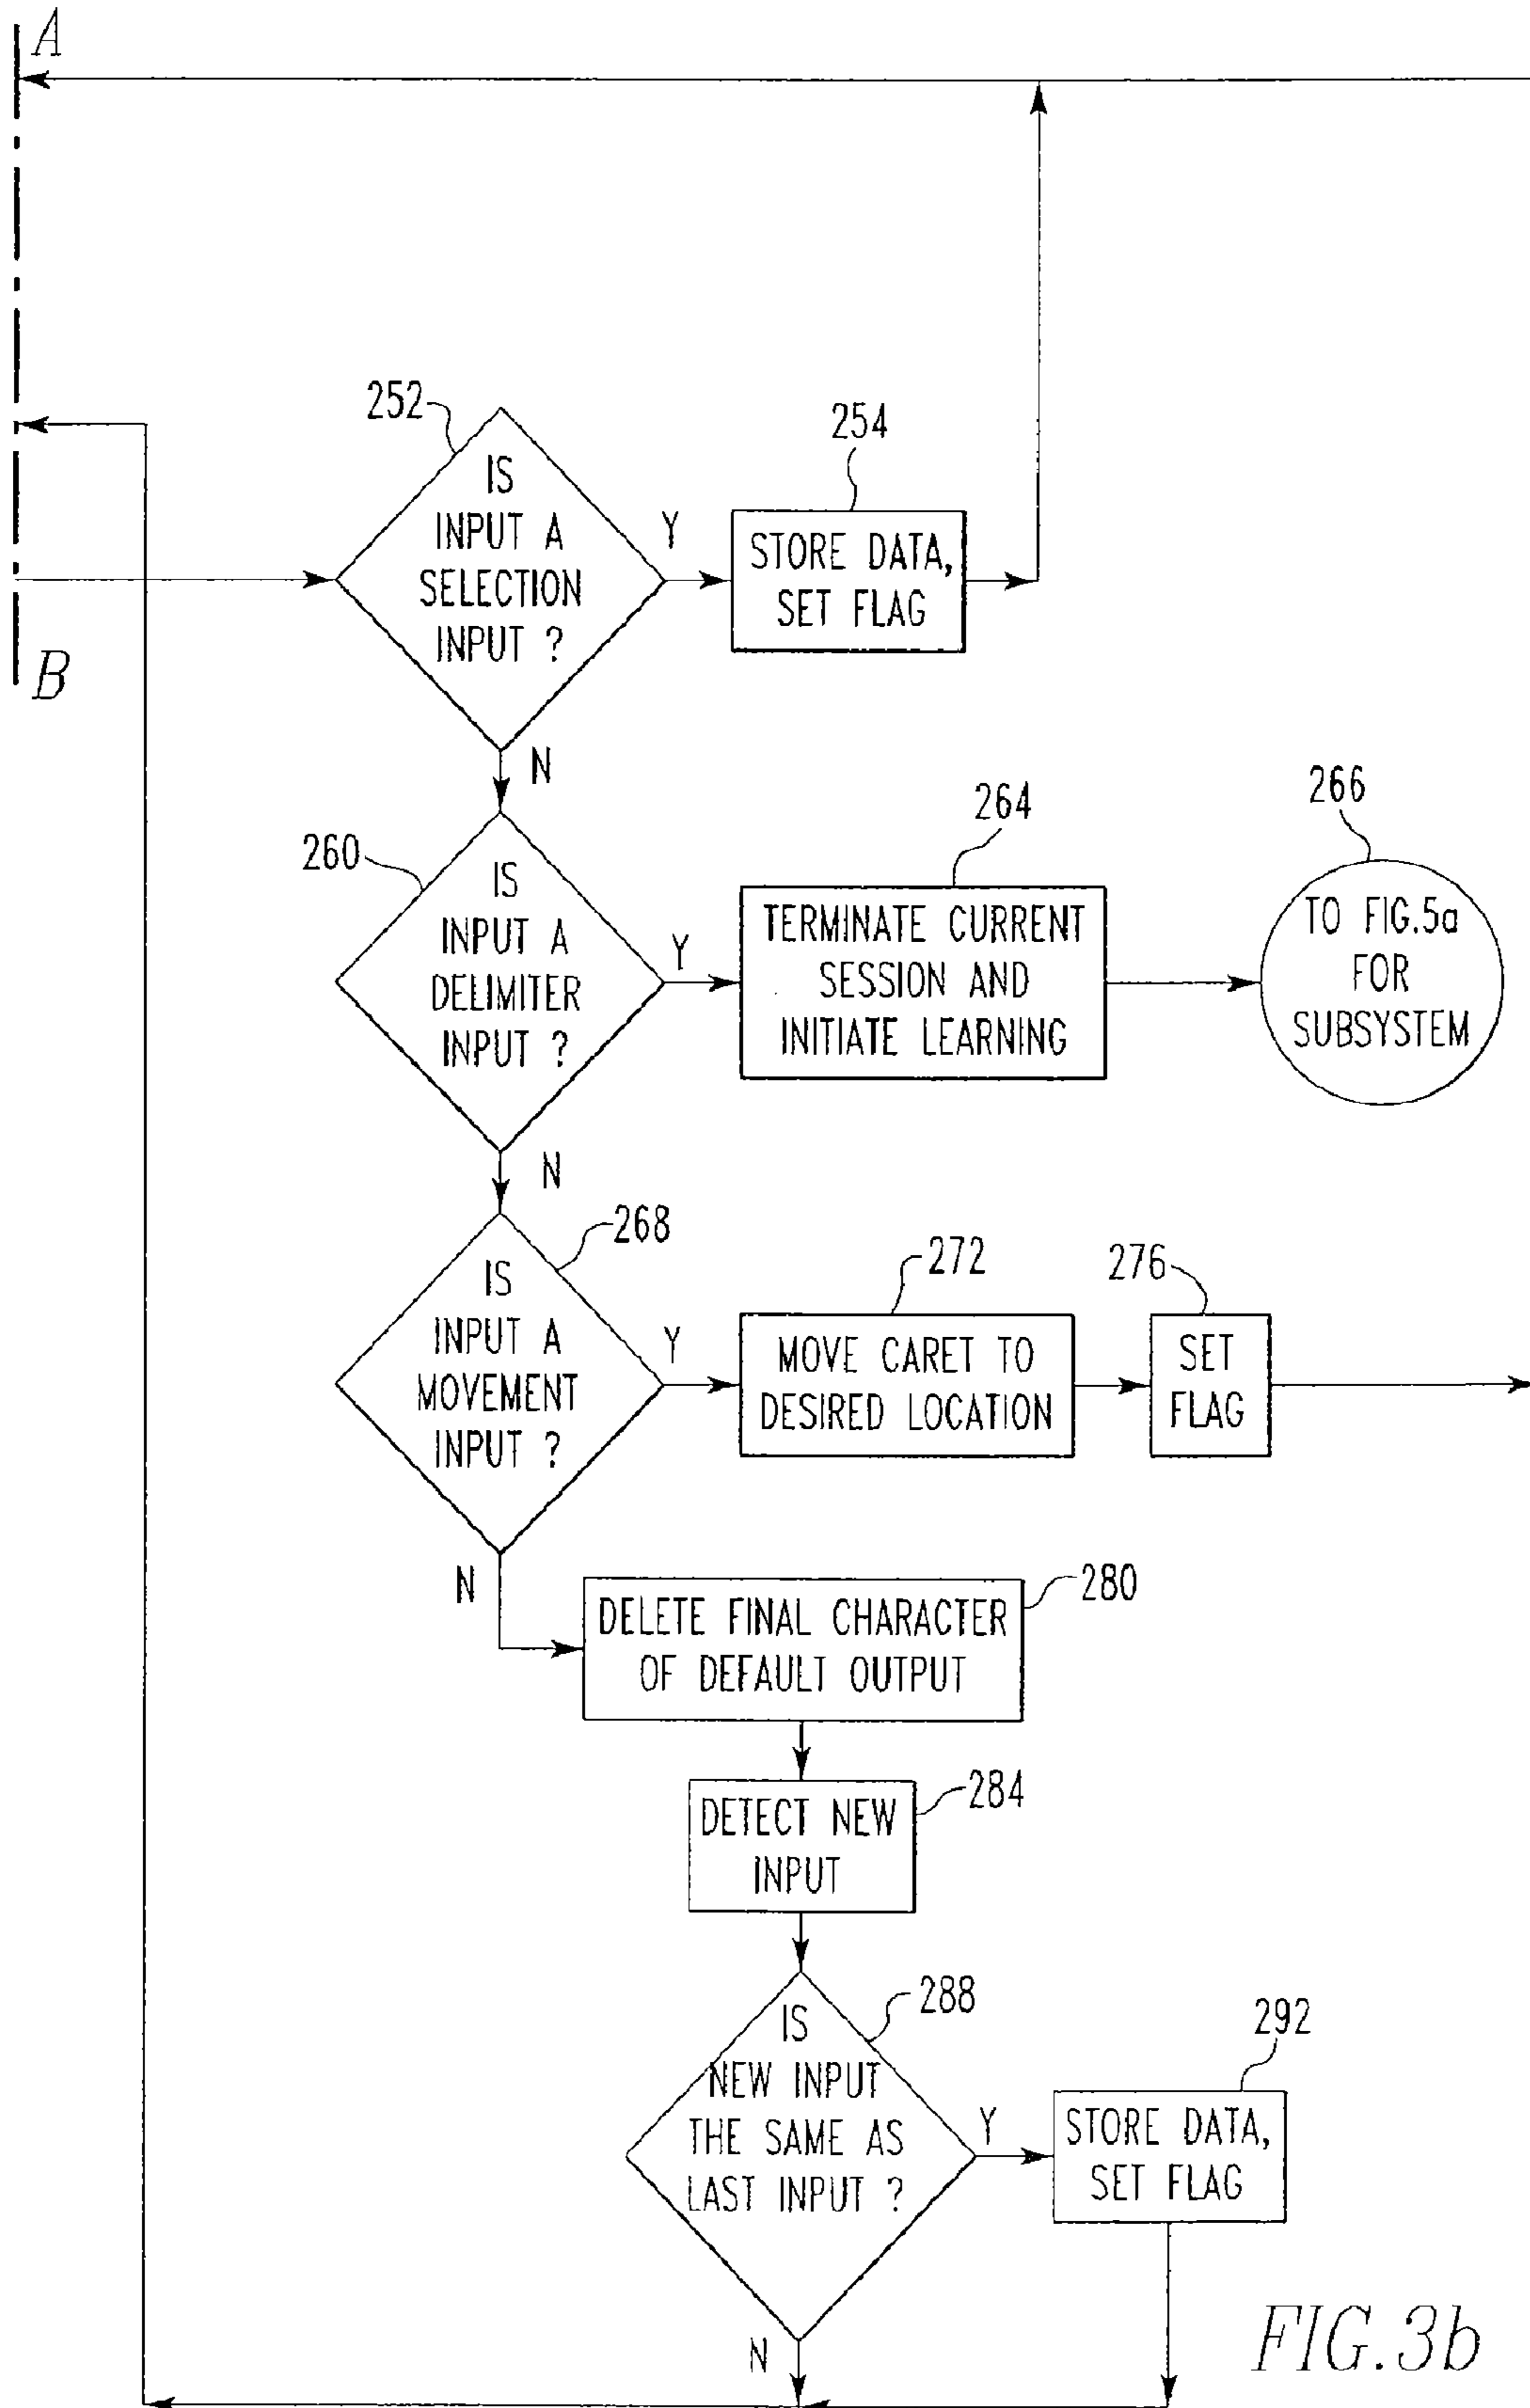 A
B
252
IS
INPUT A
SELECTION
INPUT ?
Y
254
STORE DATA,
SET FLAG
N
260
IS
INPUT A
DELIMITER
INPUT ?
Y
264
TERMINATE CURRENT
SESSION AND
INITIATE LEARNING
266
TO FIG.5a
FOR
SUBSYSTEM
N
268
IS
INPUT A
MOVEMENT
INPUT ?
Y
272
MOVE CARET TO
DESIRED LOCATION
276
SET
FLAG
N
280
DELETE FINAL CHARACTER
OF DEFAULT OUTPUT
284
DETECT NEW
INPUT
288
IS
NEW INPUT
THE SAME AS
LAST INPUT ?
Y
292
STORE DATA,
SET FLAG
N
FIG.3b